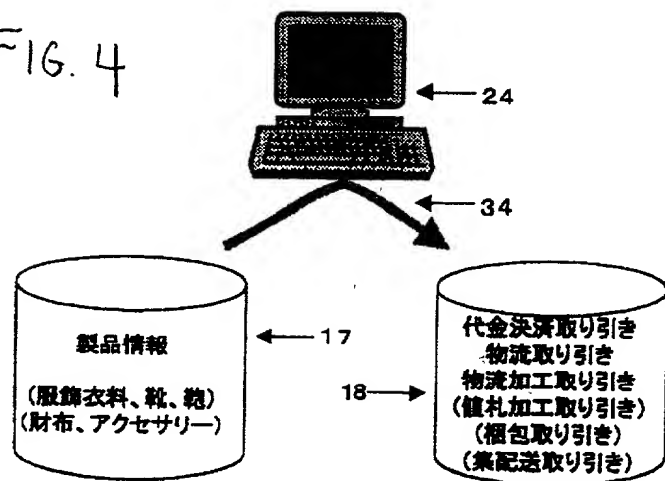 FIG. 4
24
34
製品情報
(服飾衣料、靴、鞄)
(財布、アクセサリー)
17
代金決済取り引き
物流取り引き
物流加工取り引き
(値札加工取り引き)
(梱包取り引き)
(集配送取り引き)
18